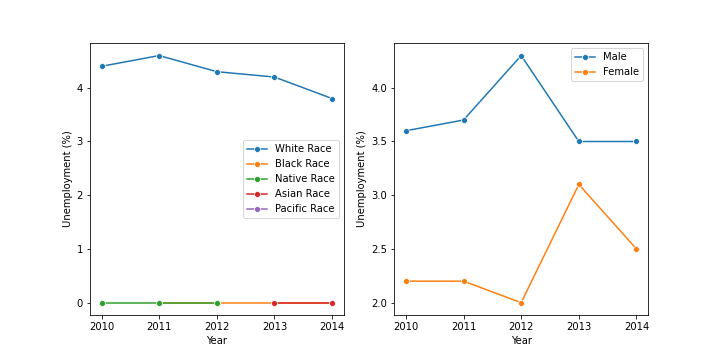 Unemployment (%)
4
3
2
1
0
2010 2011 2012 2013 2014
Year
White Race
Black Race
Native Race
Asian Race
Pacific Race
Unemployment (%)
4.0
3.5
3.0
2.5
2.0
2010 2011 2012 2013 2014
Year
Male
Female